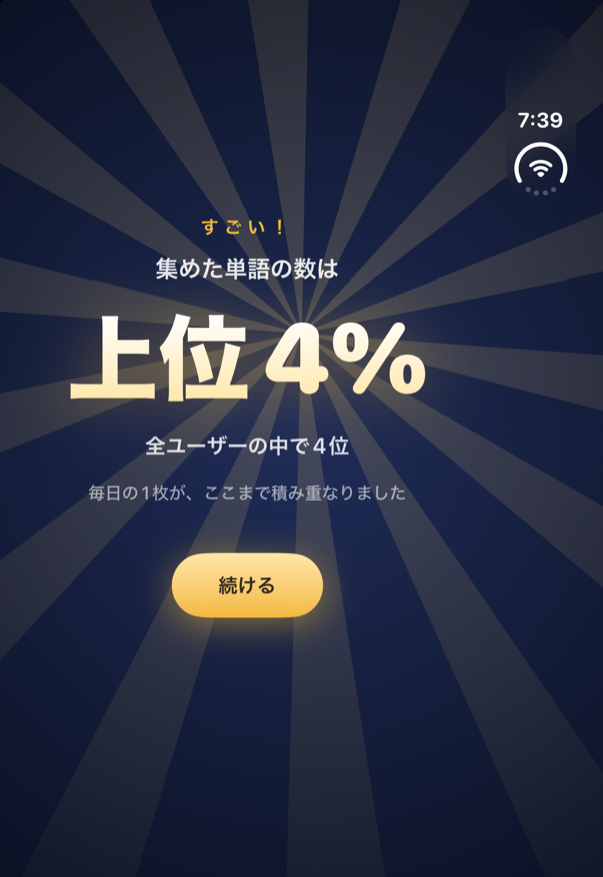 7:39
すごい！
集めた単語の数は
上位4%
全ユーザーの中で4位
毎日の1枚が、ここまで積み重なりました
続ける